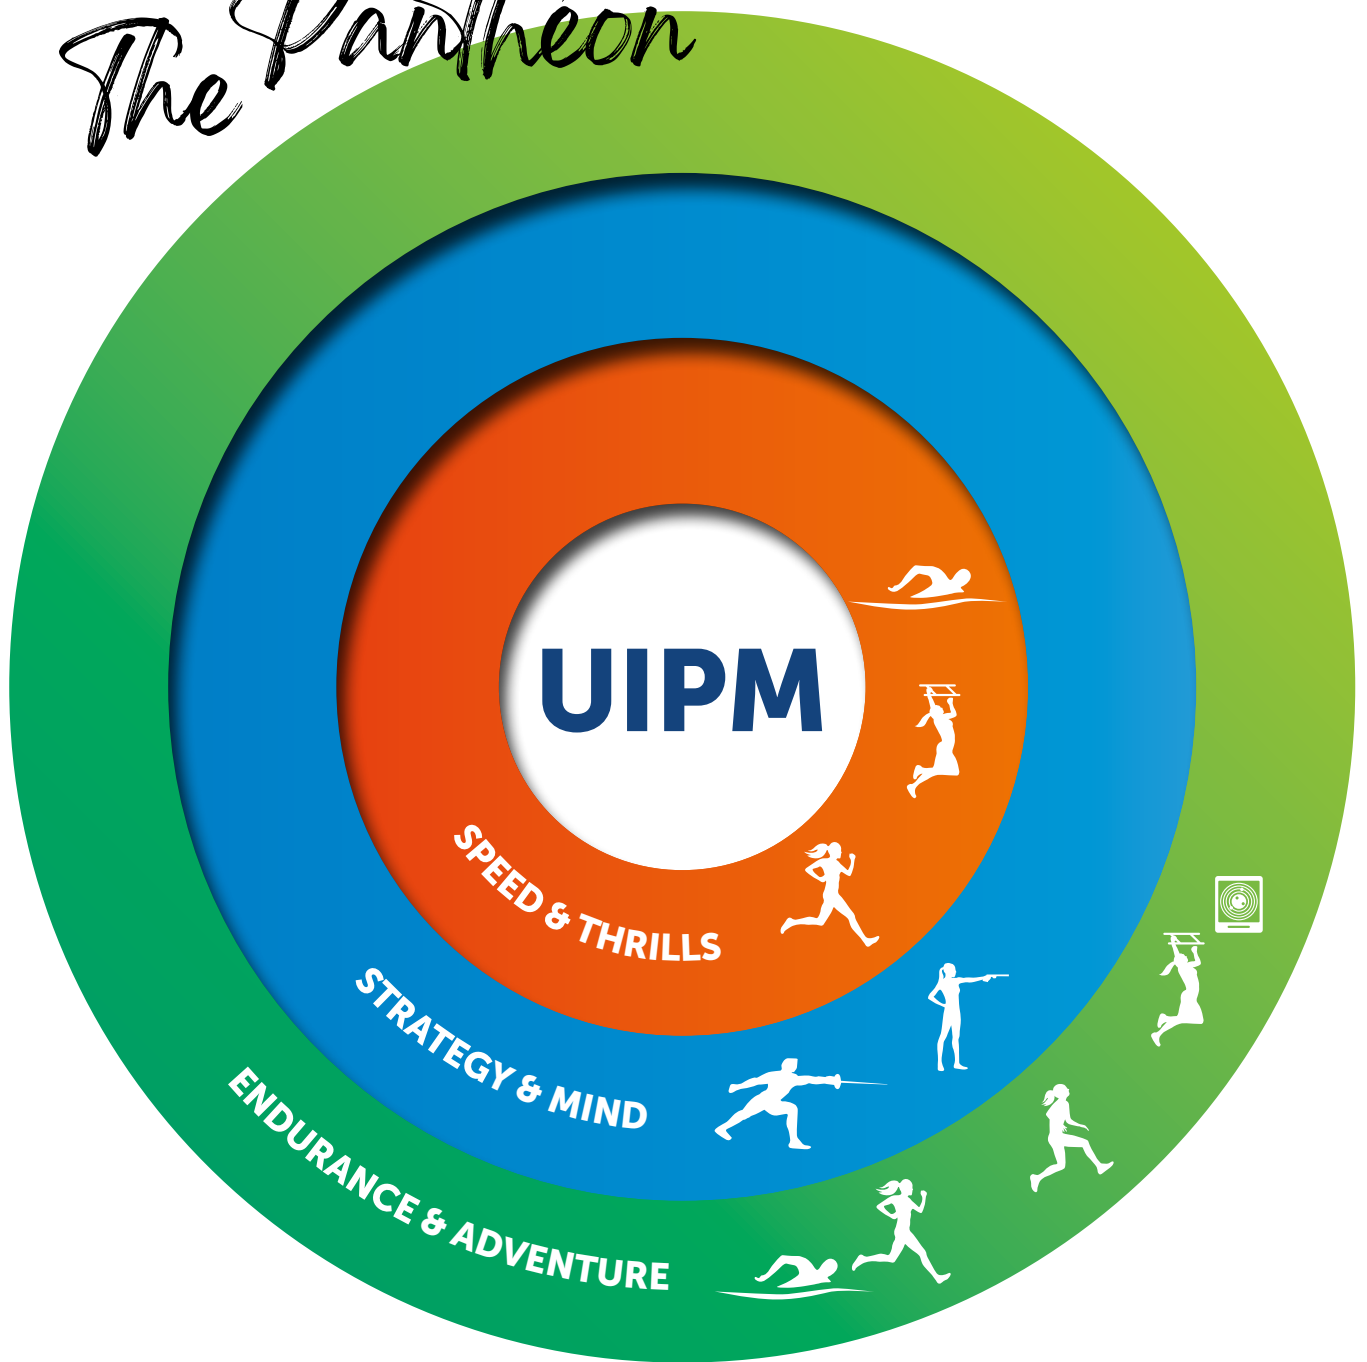 The Pantheon
UIPM
SPEED & THRILLS
STRATEGY & MIND
ENDURANCE & ADVENTURE